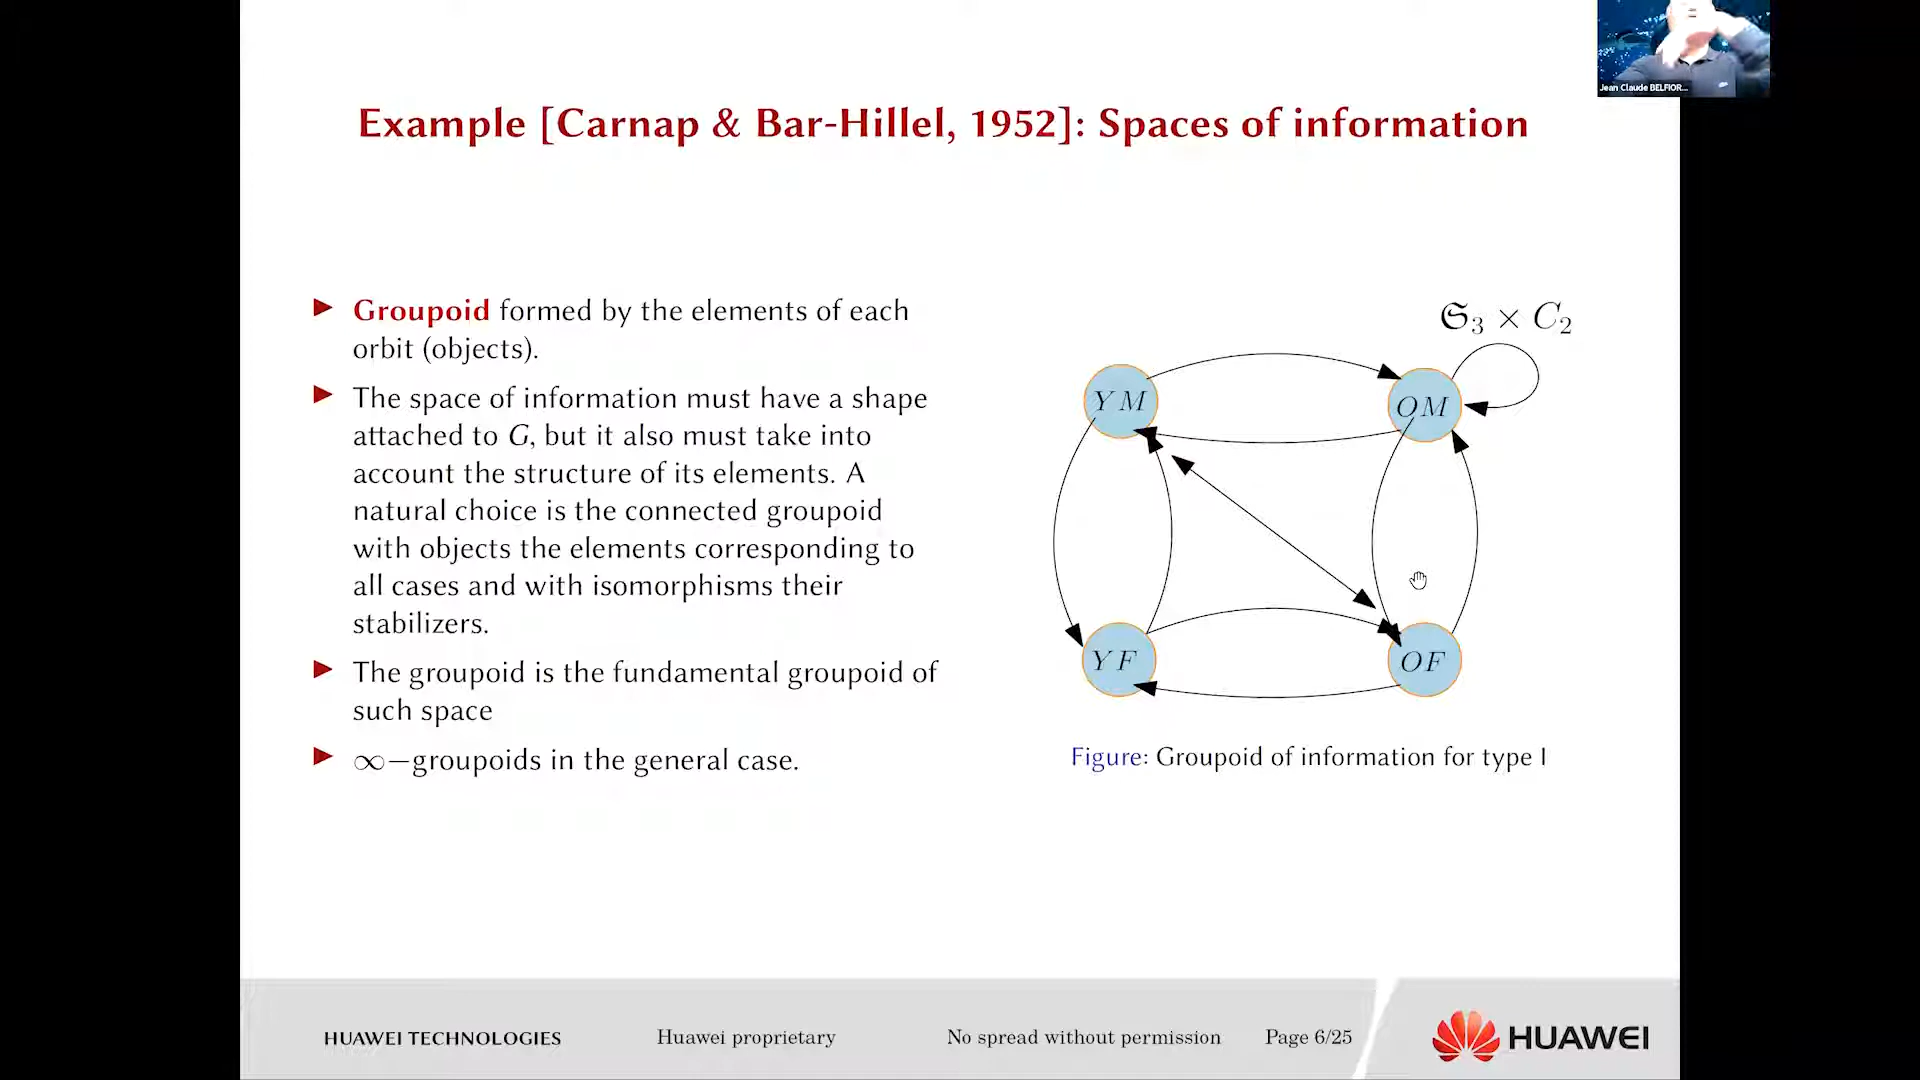 Jean Claude BELFIOR...
Example [Carnap & Bar-Hillel, 1952]: Spaces of information
Groupoid formed by the elements of each
orbit (objects).
The space of information must have a shape
attached to G, but it also must take into
account the structure of its elements. A
natural choice is the connected groupoid
with objects the elements corresponding to
all cases and with isomorphisms their
stabilizers.
The groupoid is the fundamental groupoid of
such space
∞−groupoids in the general case.
𝔖₃ × C₂
YM
OM
YF
OF
Figure: Groupoid of information for type I
HUAWEI TECHNOLOGIES
Huawei proprietary
No spread without permission
Page 6/25
HUAWEI